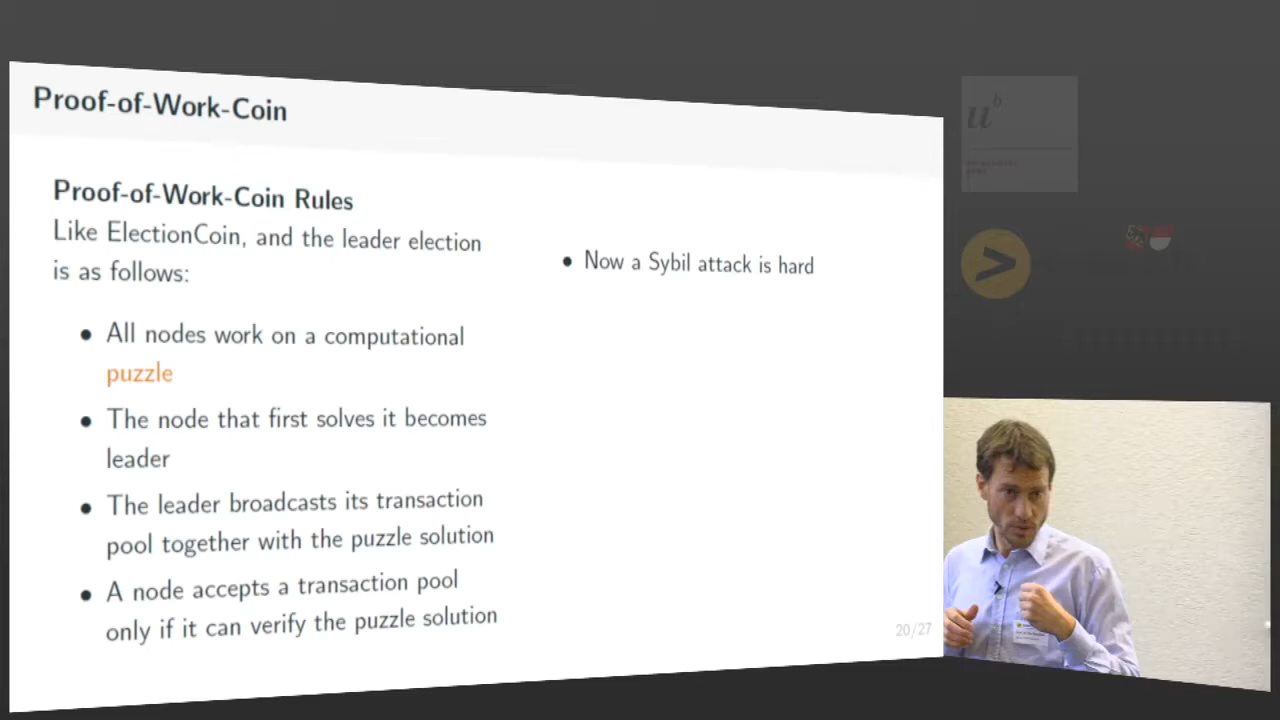 Proof-of-Work-Coin
Proof-of-Work-Coin Rules
Like ElectionCoin, and the leader election
is as follows:
• All nodes work on a computational
puzzle
• The node that first solves it becomes
leader
• The leader broadcasts its transaction
pool together with the puzzle solution
• A node accepts a transaction pool
only if it can verify the puzzle solution
• Now a Sybil attack is hard
20/27
u
b